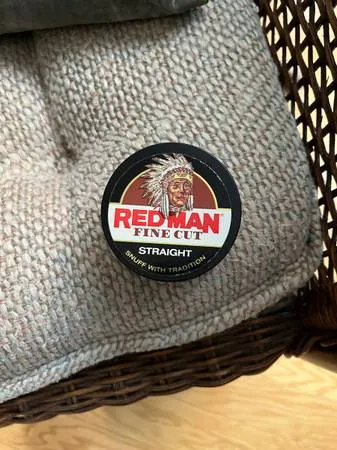 REDMAN
FINE CUT
STRAIGHT
SNUFF WITH TRADITION